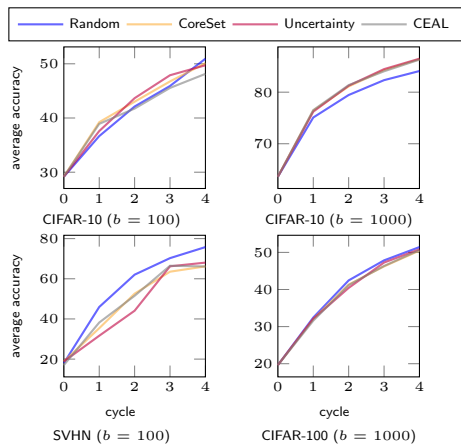 Random CoreSet Uncertainty CEAL
average accuracy
50
40
30
0 1 2 3 4
CIFAR-10 (b = 100)
80
70
0 1 2 3 4
CIFAR-10 (b = 1000)
average accuracy
80
60
40
20
0 1 2 3 4
cycle
SVHN (b = 100)
50
40
30
20
0 1 2 3 4
cycle
CIFAR-100 (b = 1000)